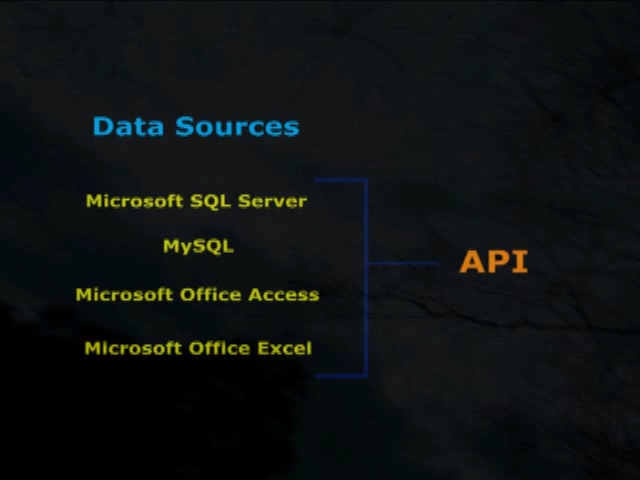 Data Sources
Microsoft SQL Server
MySQL
Microsoft Office Access
Microsoft Office Excel
API